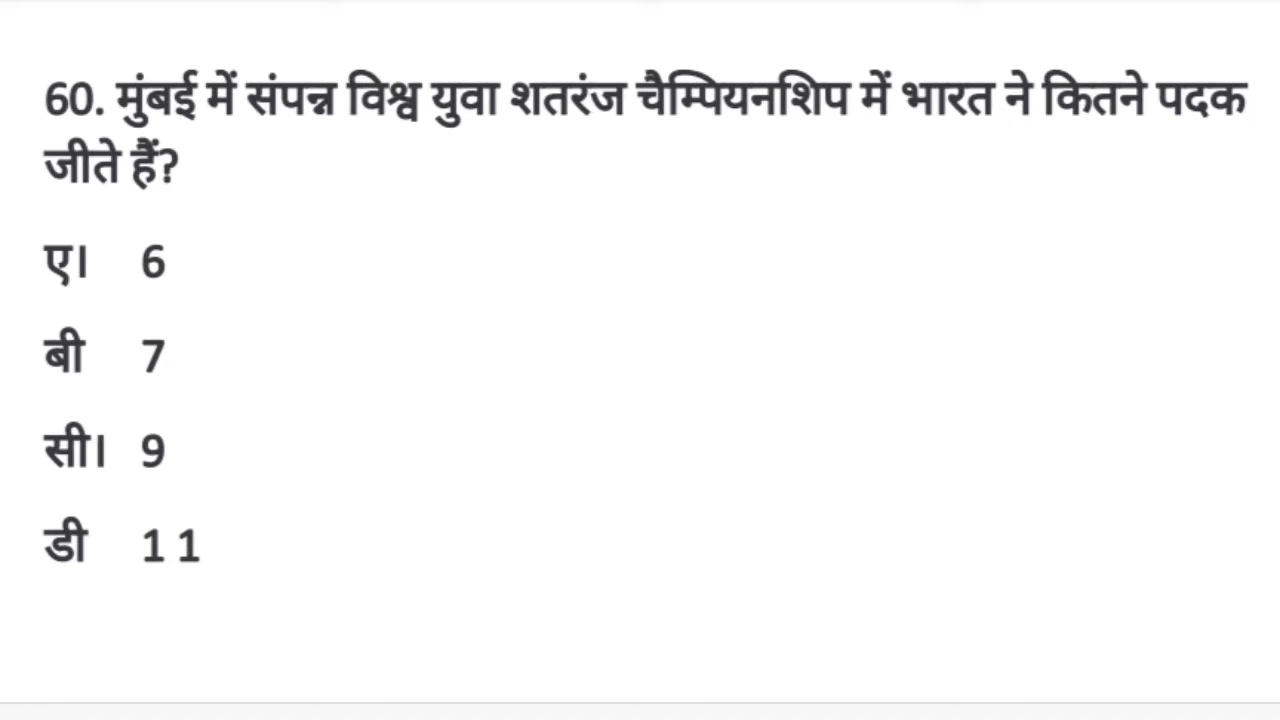 60. मुंबई में संपन्न विश्व युवा शतरंज चैम्पियनशिप में भारत ने कितने पदक
जीते हैं?
ए। 6
बी 7
सी। 9
डी 1 1